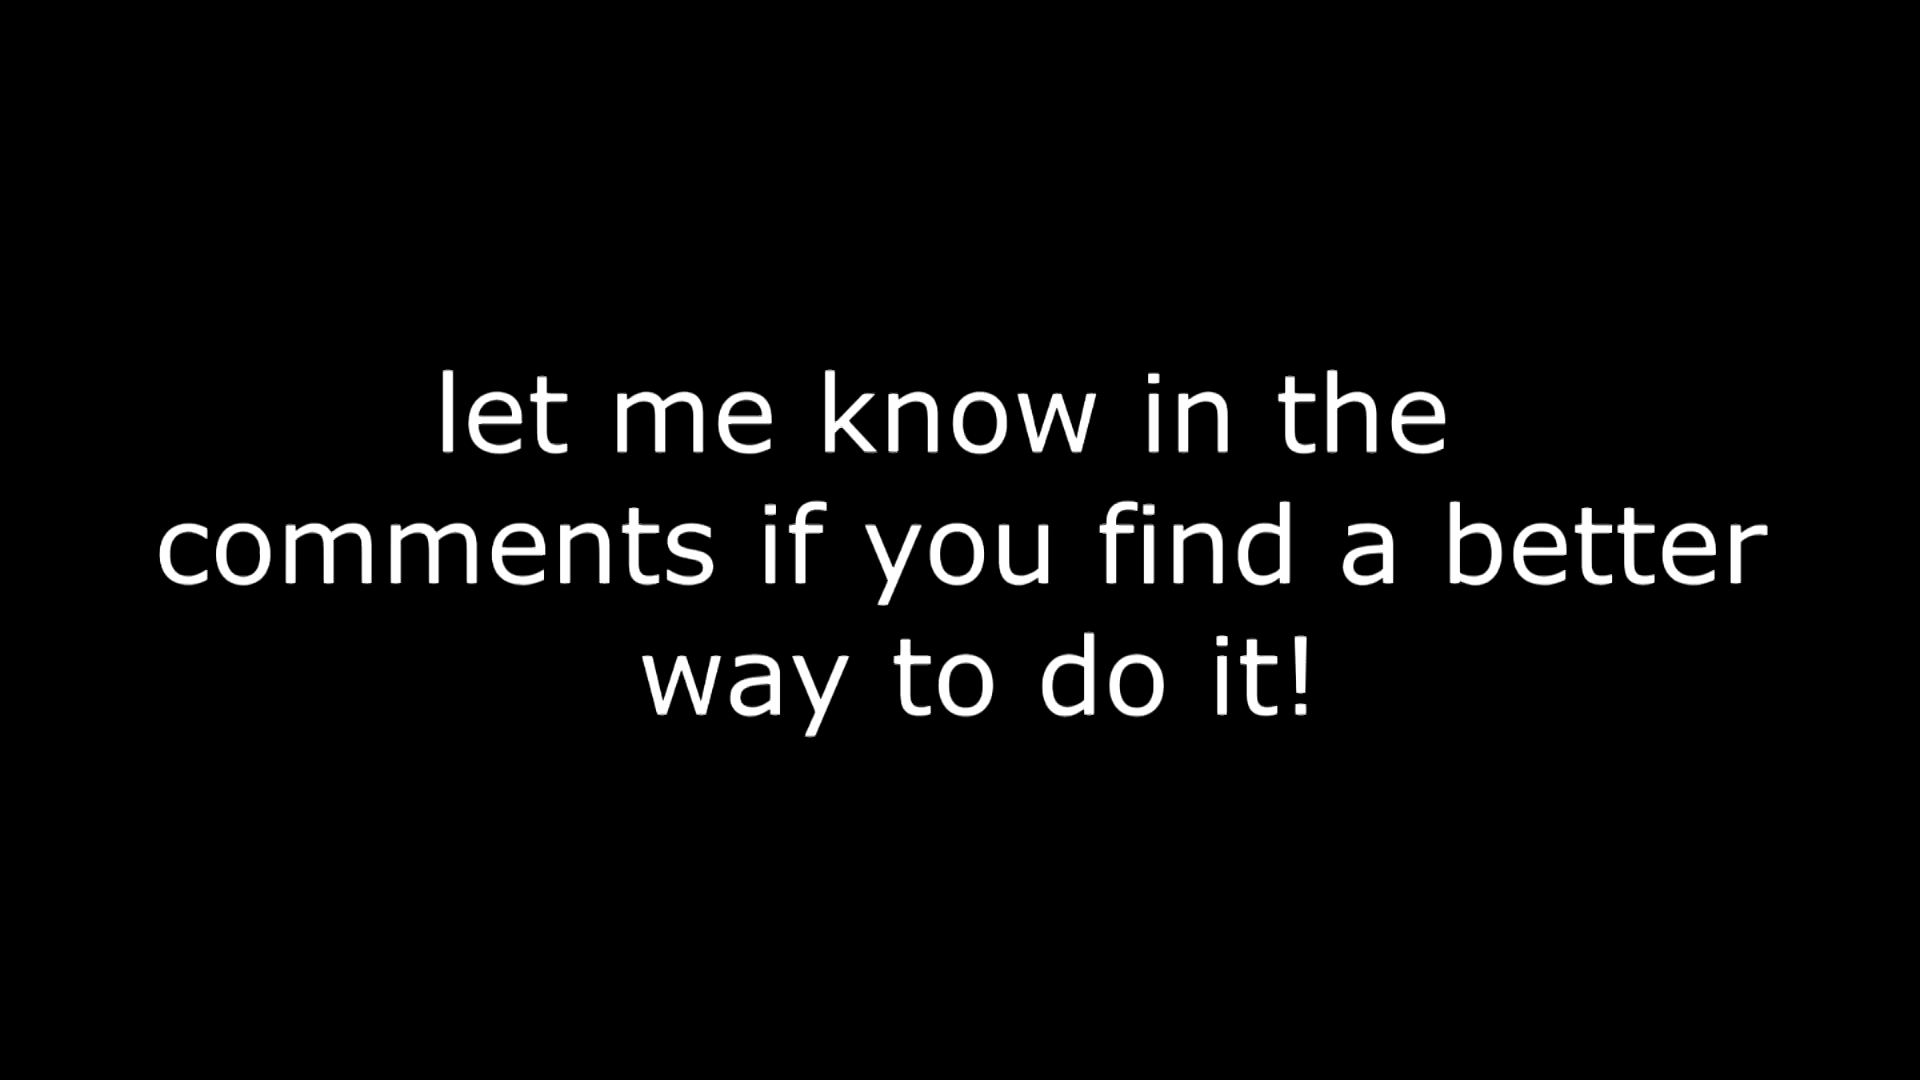 let me know in the
comments if you find a better
way to do it!